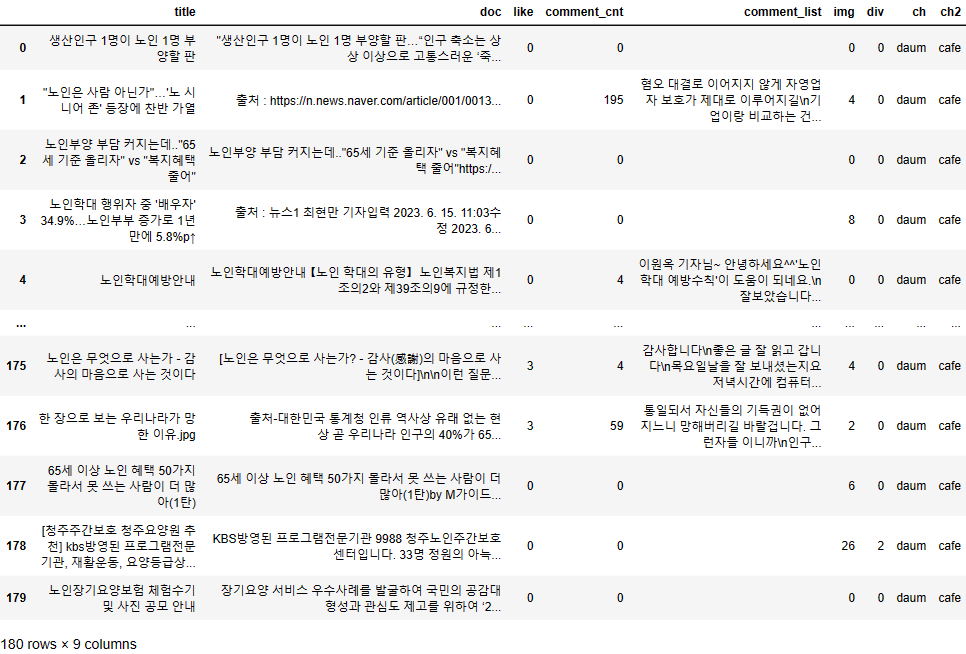 title doc like comment_cnt comment_list img div ch ch2
0 생산인구 1명이 노인 1명 부 "생산인구 1명이 노인 1명 부양할 판…“인구 축소는 상 0 0 0 0 daum cafe
양할 판 상 이상으로 고통스러운 ‘죽...
1 "노인은 사람 아닌가"…'노 시 출처 : https://n.news.naver.com/article/001/0013... 0 195 혐오 대결로 이어지지 않게 자영업 4 0 daum cafe
니어 존' 등장에 찬반 가열 자 보호가 제대로 이루어지길\n기
업이랑 비교하는 건...
2 노인부양 부담 커지는데.."65 노인부양 부담 커지는데.."65세 기준 올리자" vs "복지혜 0 0 0 0 daum cafe
세 기준 올리자" vs "복지혜택 택 줄어"https:/...
줄어"
3 노인학대 행위자 중 '배우자' 출처 : 뉴스1 최현만 기자입력 2023. 6. 15. 11:03수 0 0 8 0 daum cafe
34.9%…노인부부 증가로 1년 정 2023. 6...
만에 5.8%p↑
4 노인학대예방안내 노인학대예방안내 【노인 학대의 유형】 노인복지법 제1 0 4 이원옥 기자님~ 안녕하세요^^'노인 0 0 daum cafe
조의2와 제39조의9에 규정한... 학대 예방수칙'이 도움이 되네요.\n
잘보았습니다...
... ... ... ... ... ... ... ... ... ...
175 노인은 무엇으로 사는가 - 감 [노인은 무엇으로 사는가? - 감사(感謝)의 마음으로 사 3 4 감사합니다\n좋은 글 잘 읽고 갑니 4 0 daum cafe
사의 마음으로 사는 것이다 는 것이다]\n\n이런 질문... 다\n목요일날을 잘 보내셨는지요
저녁시간에 컴퓨터...
176 한 장으로 보는 우리나라가 망 출처-대한민국 통계청 인류 역사상 유래 없는 현 3 59 통일되서 자신들의 기득권이 없어 2 0 daum cafe
한 이유.jpg 상 곧 우리나라 인구의 40%가 65... 지느니 망해버리길 바랄겁니다. 그
런자들 이니까\n인구...
177 65세 이상 노인 혜택 50가지 65세 이상 노인 혜택 50가지 몰라서 못 쓰는 사람이 더 0 0 6 0 daum cafe
몰라서 못 쓰는 사람이 더 많 많아(1탄)by M가이드...
아(1탄)
178 [청주주간보호 청주요양원 추 KBS방영된 프로그램전문기관 9988 청주노인주간보호 0 0 26 2 daum cafe
천] kbs방영된 프로그램전문 센터입니다. 33명 정원의 아늑...
기관, 재활운동, 요양등급상...
179 노인장기요양보험 체험수기 장기요양 서비스 우수사례를 발굴하여 국민의 공감대 0 0 0 0 daum cafe
및 사진 공모 안내 형성과 관심도 제고를 위하여 ‘2...
180 rows × 9 columns